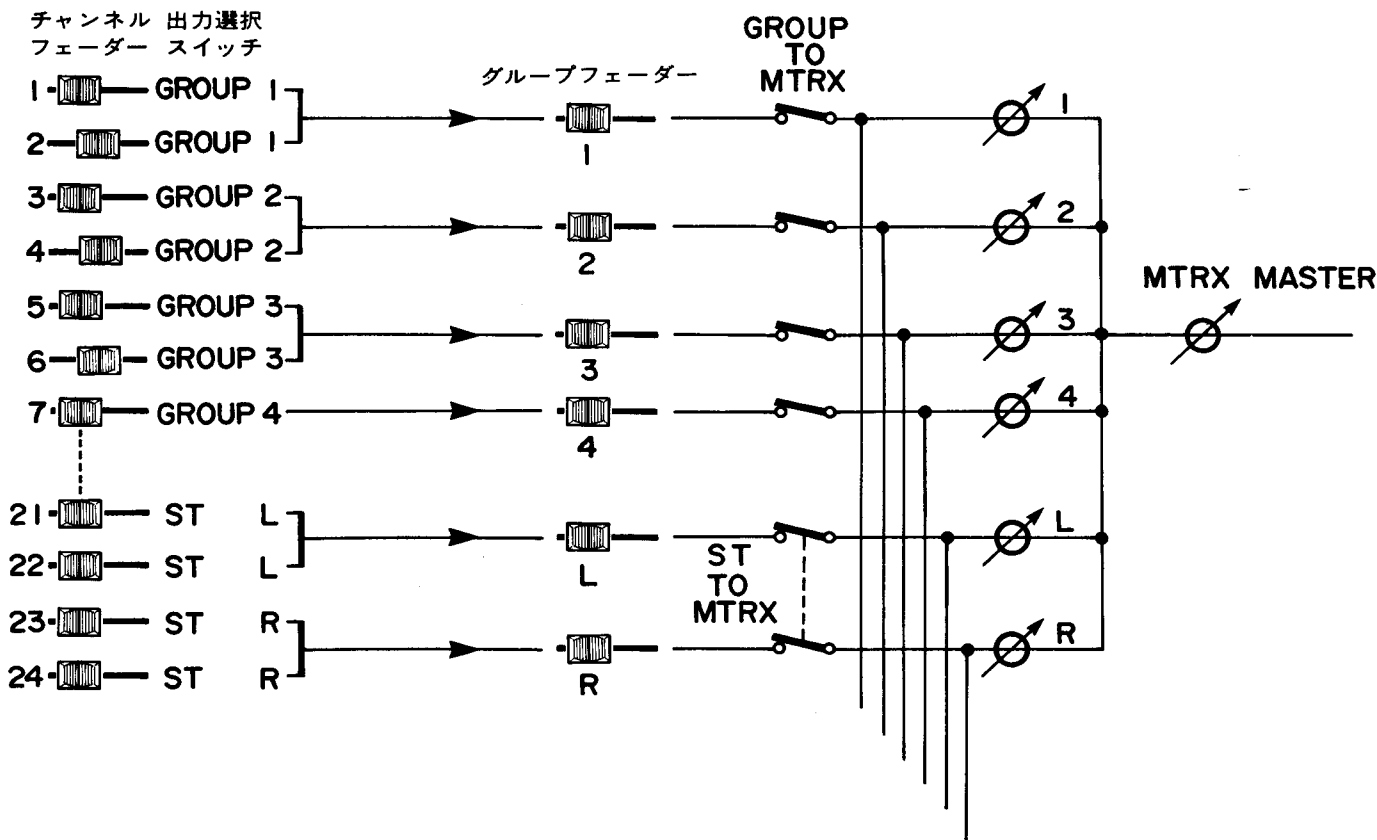 チャンネル 出力選択
フェーダー スイッチ
グループフェーダー
GROUP
TO
MTRX
1 GROUP 1
2 GROUP 1
1
1
3 GROUP 2
4 GROUP 2
2
2
5 GROUP 3
6 GROUP 3
3
3
MTRX MASTER
7 GROUP 4
4
4
21 ST L
22 ST L
L
L
ST
TO
MTRX
23 ST R
24 ST R
R
R